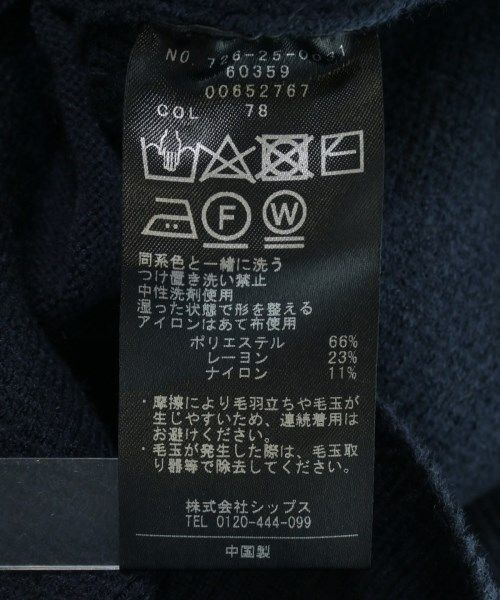 NO. 726-25-0641
60359
00652767
COL 78
F W
同系色と一緒に洗う
つけ置き洗い禁止
中性洗剤使用
湿った状態で形を整える
アイロンはあて布使用
ポリエステル 66%
レーヨン 23%
ナイロン 11%
・摩擦により毛羽立ちや毛玉が
生じやすいため、連続着用は
お避けください。
・毛玉が発生した際は、毛玉取
り器等で除去してください。
株式会社シップス
TEL 0120-444-099
中国製